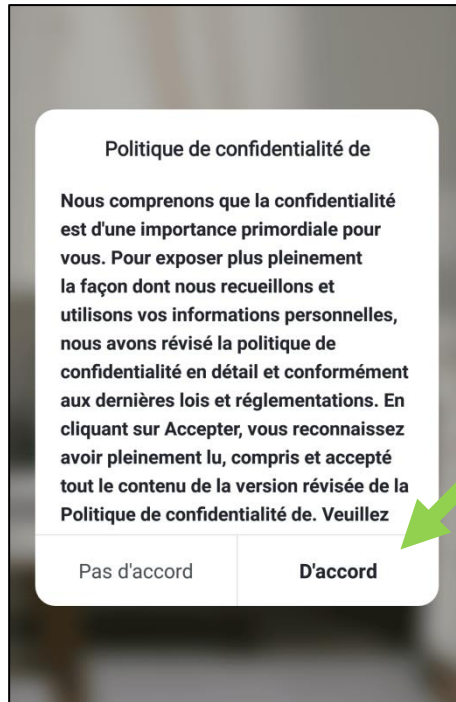 Politique de confidentialité de
Nous comprenons que la confidentialité
est d'une importance primordiale pour
vous. Pour exposer plus pleinement
la façon dont nous recueillons et
utilisons vos informations personnelles,
nous avons révisé la politique de
confidentialité en détail et conformément
aux dernières lois et réglementations. En
cliquant sur Accepter, vous reconnaissez
avoir pleinement lu, compris et accepté
tout le contenu de la version révisée de la
Politique de confidentialité de. Veuillez
Pas d'accord
D'accord